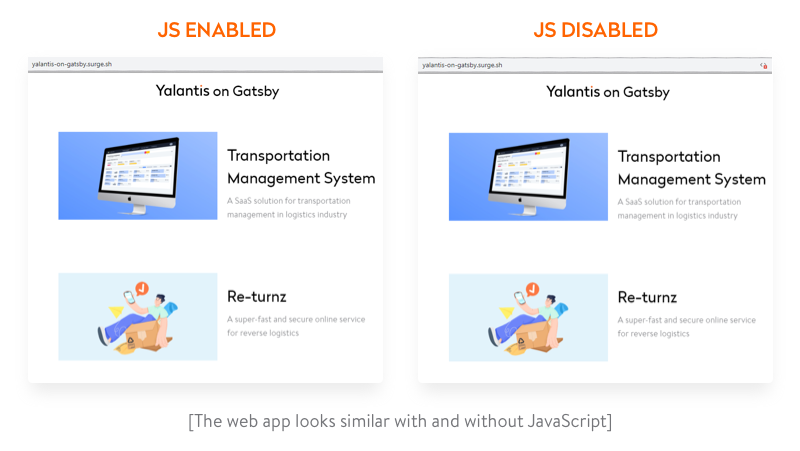 JS ENABLED
JS DISABLED
yalantis-on-gatsby.surge.sh
Yalantis on Gatsby
Transportation
Management System
A SaaS solution for transportation
management in logistics industry
Re-turnz
A super-fast and secure online service
for reverse logistics
yalantis-on-gatsby.surge.sh
Yalantis on Gatsby
Transportation
Management System
A SaaS solution for transportation
management in logistics industry
Re-turnz
A super-fast and secure online service
for reverse logistics
[The web app looks similar with and without JavaScript]